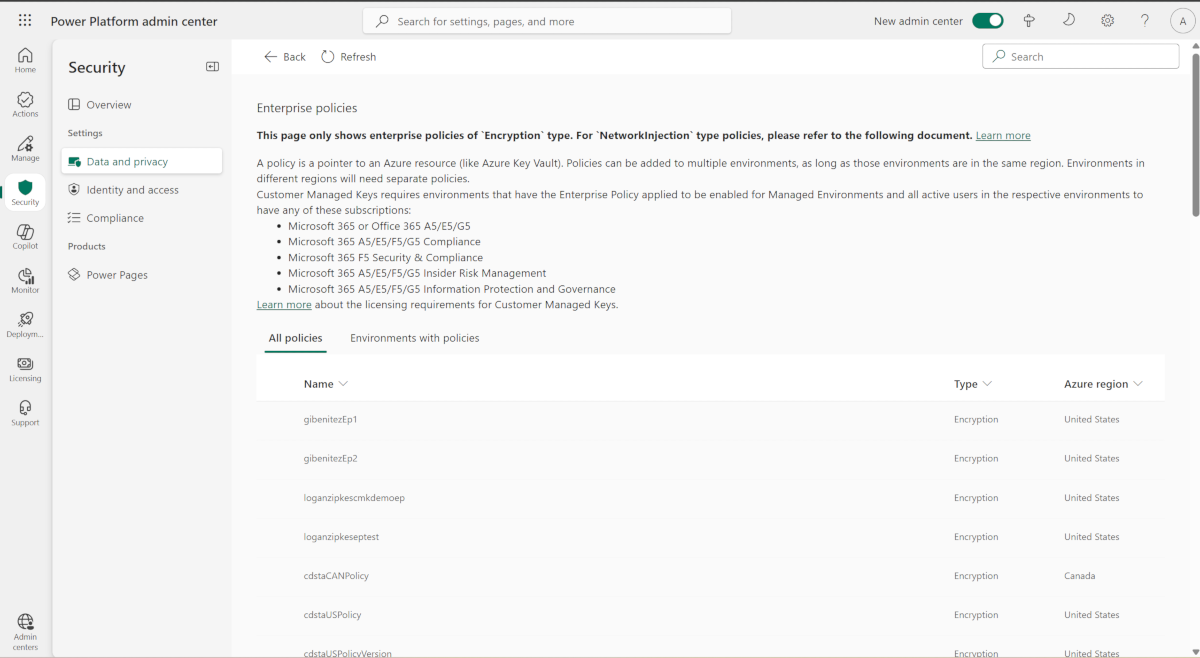 Power Platform admin center
Search for settings, pages, and more
New admin center
A
Home
Actions
Manage
Security
Copilot
Monitor
Deploym...
Licensing
Support
Admin
centers
Security
Overview
Settings
Data and privacy
Identity and access
Compliance
Products
Power Pages
Back
Refresh
Search
Enterprise policies
This page only shows enterprise policies of `Encryption` type. For `NetworkInjection` type policies, please refer to the following document. Learn more
A policy is a pointer to an Azure resource (like Azure Key Vault). Policies can be added to multiple environments, as long as those environments are in the same region. Environments in
different regions will need separate policies.
Customer Managed Keys requires environments that have the Enterprise Policy applied to be enabled for Managed Environments and all active users in the respective environments to
have any of these subscriptions:
• Microsoft 365 or Office 365 A5/E5/G5
• Microsoft 365 A5/E5/F5/G5 Compliance
• Microsoft 365 F5 Security & Compliance
• Microsoft 365 A5/E5/F5/G5 Insider Risk Management
• Microsoft 365 A5/E5/F5/G5 Information Protection and Governance
Learn more about the licensing requirements for Customer Managed Keys.
All policies Environments with policies
Name Type Azure region
gibenitezEp1 Encryption United States
gibenitezEp2 Encryption United States
loganzipkescmkdemoep Encryption United States
loganzipkeseptest Encryption United States
cdstaCANPolicy Encryption Canada
cdstaUSPolicy Encryption United States
cdstaUSPolicyVersion Encryption United States